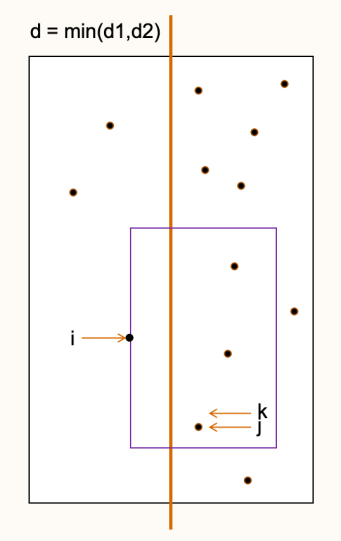 d = min(d1,d2)
i
k
j